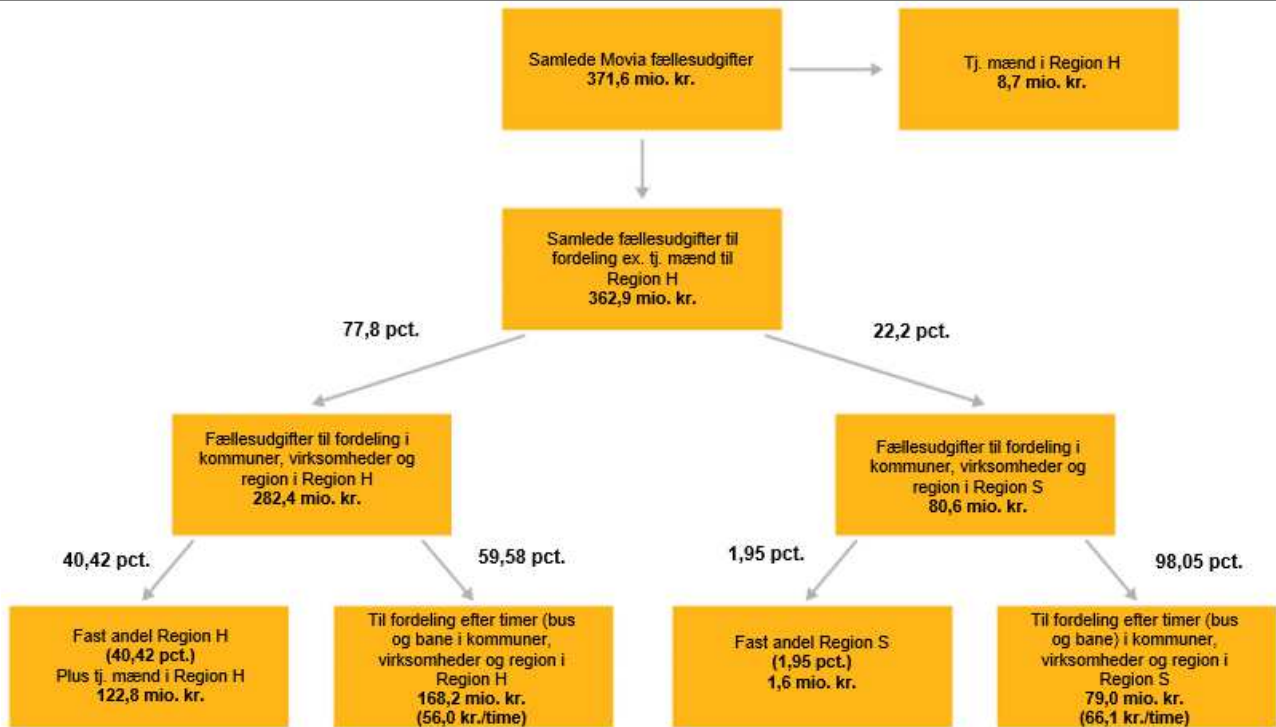 Samlede Movia fællesudgifter
371,6 mio. kr.
Tj. mænd i Region H
8,7 mio. kr.
Samlede fællesudgifter til
fordeling ex. tj. mænd til
Region H
362,9 mio. kr.
77,8 pct.
22,2 pct.
Fællesudgifter til fordeling i
kommuner, virksomheder og
region i Region H
282,4 mio. kr.
Fællesudgifter til fordeling i
kommuner, virksomheder og
region i Region S
80,6 mio. kr.
40,42 pct.
59,58 pct.
1,95 pct.
98,05 pct.
Fast andel Region H
(40,42 pct.)
Plus tj. mænd i Region H
122,8 mio. kr.
Til fordeling efter timer (bus
og bane i kommuner,
virksomheder og region i
Region H
168,2 mio. kr.
(56,0 kr./time)
Fast andel Region S
(1,95 pct.)
1,6 mio. kr.
Til fordeling efter timer (bus
og bane) i kommuner,
virksomheder og region i
Region S
79,0 mio. kr.
(66,1 kr./time)